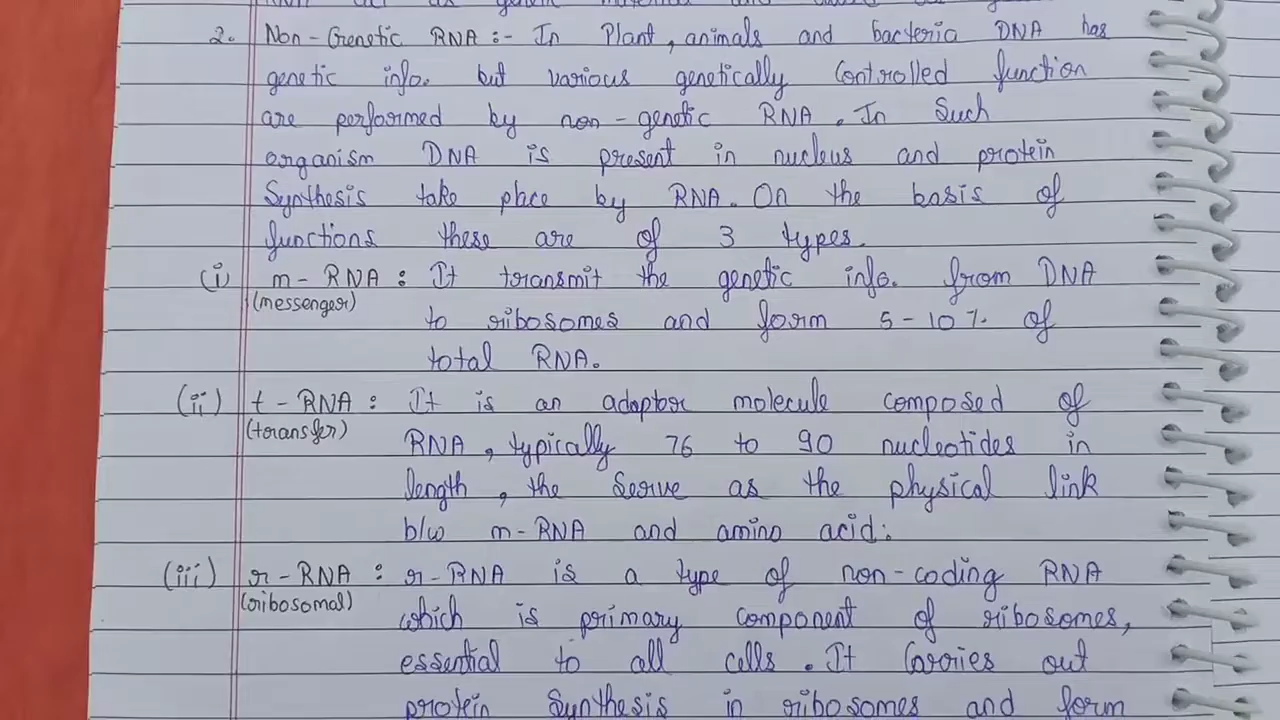 2. Non-Genetic RNA :- In Plant, animals and bacteria DNA has
genetic info. but various genetically controlled function
are performed by non-genetic RNA. In Such
organism DNA is present in nucleus and protein
Synthesis take place by RNA. On the basis of
functions these are of 3 types.
(i) m-RNA : It transmit the genetic info. from DNA
(messenger)
to ribosomes and form 5-10% of
total RNA.
(ii) t-RNA : It is an adaptor molecule composed of
(transfer)
RNA, typically 76 to 90 nucleotides in
length, the serve as the physical link
b/w m-RNA and amino acid.
(iii) r-RNA : r-RNA is a type of non-coding RNA
(ribosomal)
which is primary component of ribosomes,
essential to all cells. It carries out
protein Synthesis in ribosomes and form